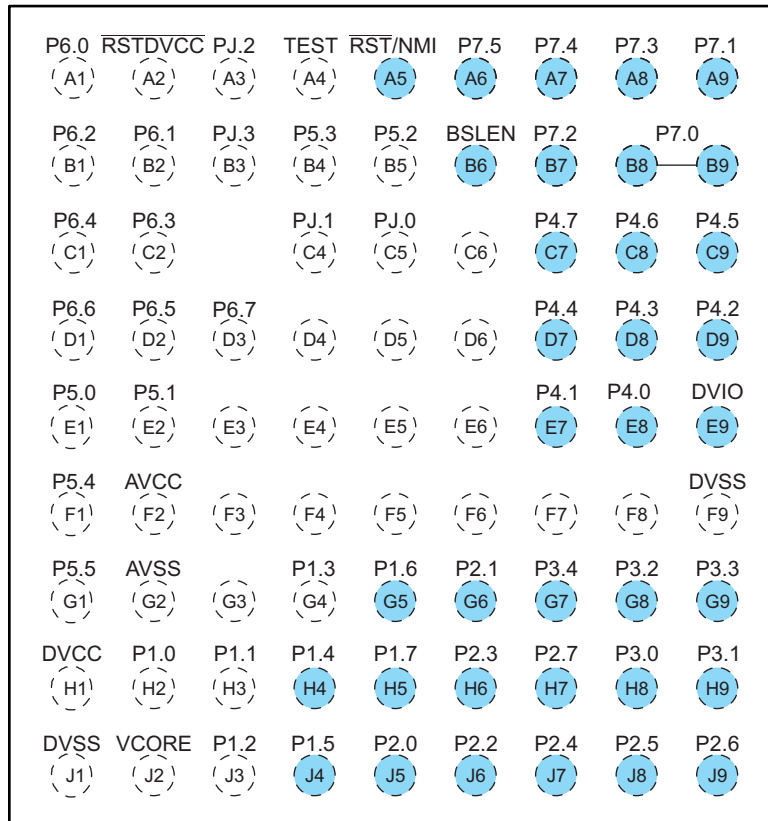 P6.0 RSTDVCC PJ.2 TEST RST/NMI P7.5 P7.4 P7.3 P7.1
A1 A2 A3 A4 A5 A6 A7 A8 A9
P6.2 P6.1 PJ.3 P5.3 P5.2 BSLEN P7.2 P7.0
B1 B2 B3 B4 B5 B6 B7 B8 B9
P6.4 P6.3 PJ.1 PJ.0 P4.7 P4.6 P4.5
C1 C2 C4 C5 C6 C7 C8 C9
P6.6 P6.5 P6.7 P4.4 P4.3 P4.2
D1 D2 D3 D4 D5 D6 D7 D8 D9
P5.0 P5.1 P4.1 P4.0 DVIO
E1 E2 E3 E4 E5 E6 E7 E8 E9
P5.4 AVCC DVSS
F1 F2 F3 F4 F5 F6 F7 F8 F9
P5.5 AVSS P1.3 P1.6 P2.1 P3.4 P3.2 P3.3
G1 G2 G3 G4 G5 G6 G7 G8 G9
DVCC P1.0 P1.1 P1.4 P1.7 P2.3 P2.7 P3.0 P3.1
H1 H2 H3 H4 H5 H6 H7 H8 H9
DVSS VCORE P1.2 P1.5 P2.0 P2.2 P2.4 P2.5 P2.6
J1 J2 J3 J4 J5 J6 J7 J8 J9